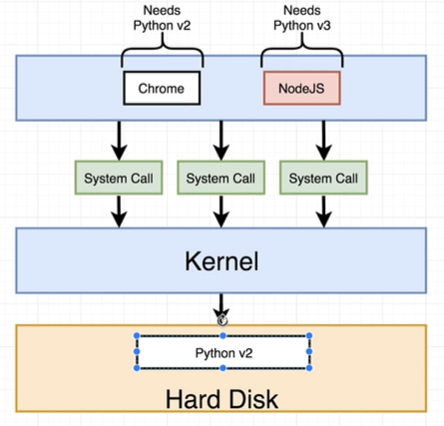 Needs
Python v2
Needs
Python v3
Chrome
NodeJS
System Call
System Call
System Call
Kernel
Python v2
Hard Disk